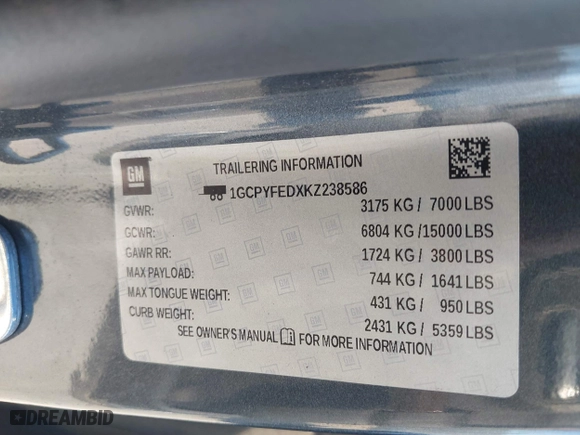 GM
TRAILERING INFORMATION
1GCPYFEDXKZ238586
GVWR: 3175 KG / 7000 LBS
GCWR: 6804 KG / 15000 LBS
GAWR RR: 1724 KG / 3800 LBS
MAX PAYLOAD: 744 KG / 1641 LBS
MAX TONGUE WEIGHT: 431 KG / 950 LBS
CURB WEIGHT: 2431 KG / 5359 LBS
SEE OWNER'S MANUAL FOR MORE INFORMATION
DREAMBID